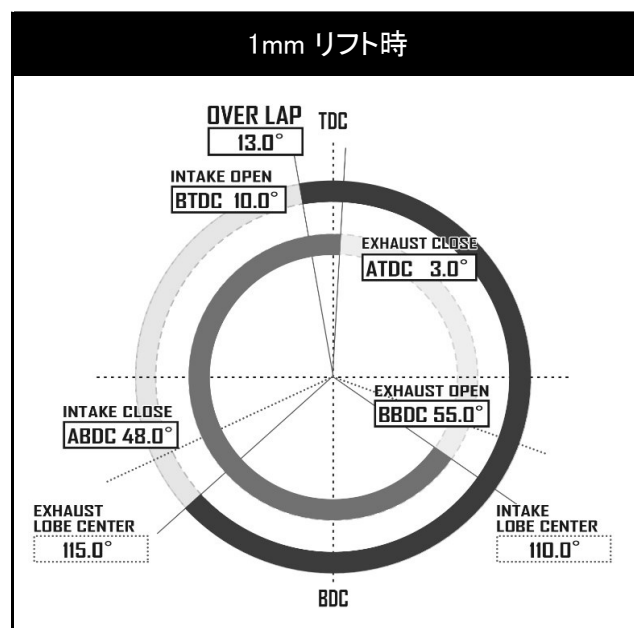 1mm リフト時
OVER LAP
13.0°
TDC
INTAKE OPEN
BTDC 10.0°
EXHAUST CLOSE
ATDC 3.0°
EXHAUST OPEN
BBDC 55.0°
INTAKE CLOSE
ABDC 48.0°
EXHAUST
LOBE CENTER
115.0°
INTAKE
LOBE CENTER
110.0°
BDC